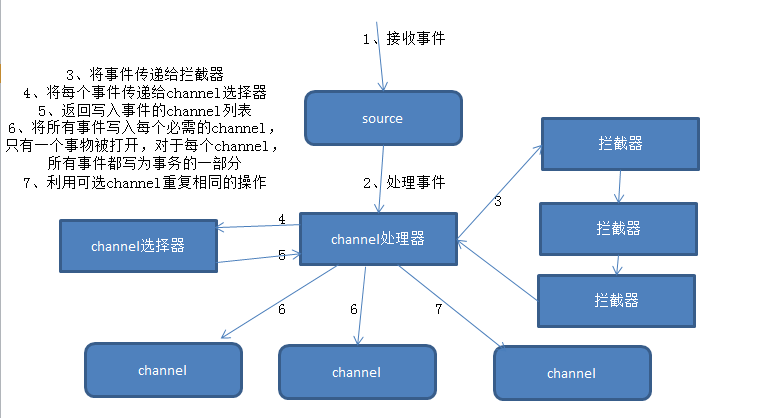 1、接收事件
3、将事件传递给拦截器
4、将每个事件传递给channel选择器
5、返回写入事件的channel列表
6、将所有事件写入每个必需的channel，
只有一个事物被打开，对于每个channel，
所有事件都写为事务的一部分
7、利用可选channel重复相同的操作
source
2、处理事件
拦截器
3
拦截器
4
channel选择器
channel处理器
5
拦截器
6
6
7
channel
channel
channel